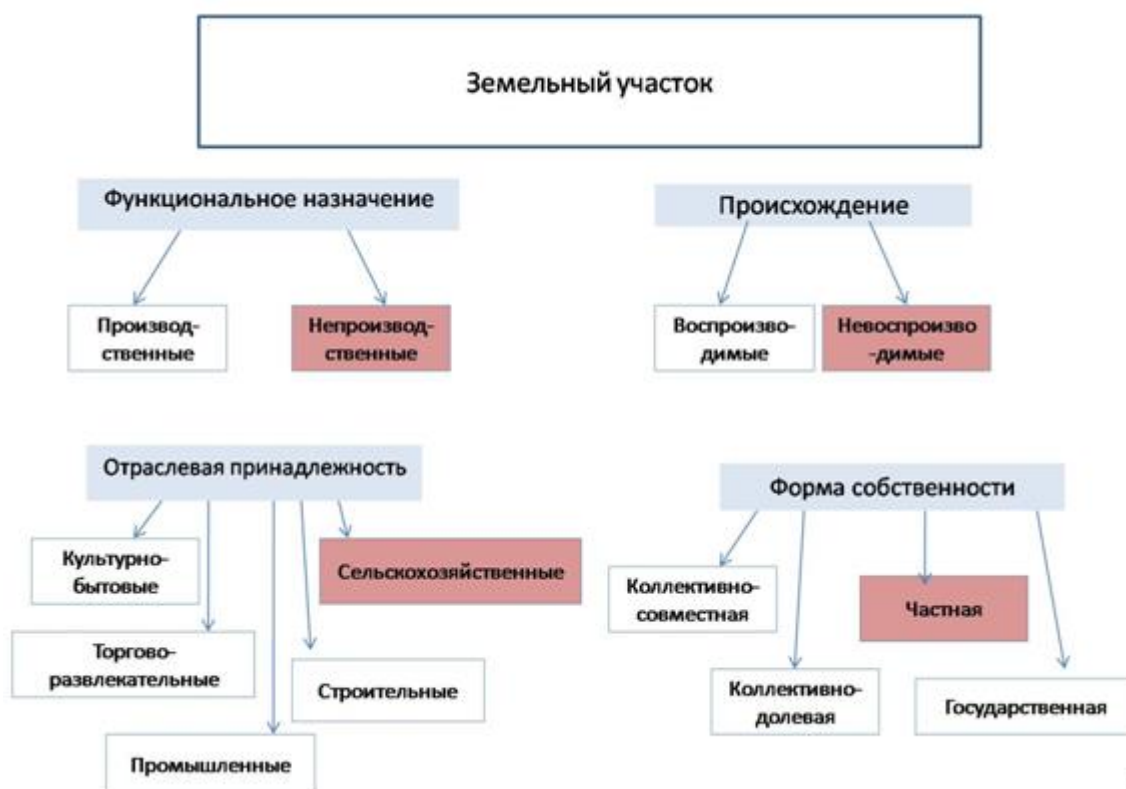 Земельный участок
Функциональное назначение
Происхождение
Производ-
ственные
Непроизвод-
ственные
Воспроизво-
димые
Невоспроизво
-димые
Отраслевая принадлежность
Форма собственности
Культурно-
бытовые
Сельскохозяйственные
Коллективно-
совместная
Частная
Торгово-
развлекательные
Строительные
Коллективно-
долевая
Государственная
Промышленные